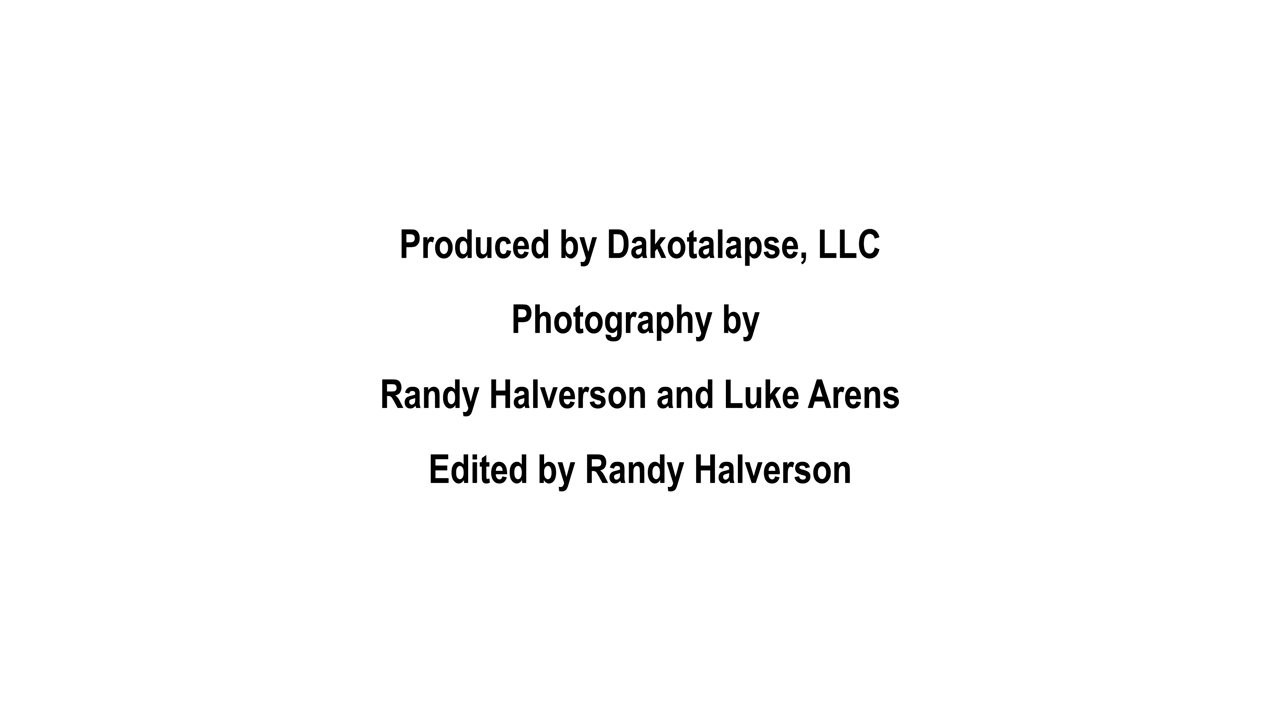 Produced by Dakotalapse, LLC
Photography by
Randy Halverson and Luke Arens
Edited by Randy Halverson